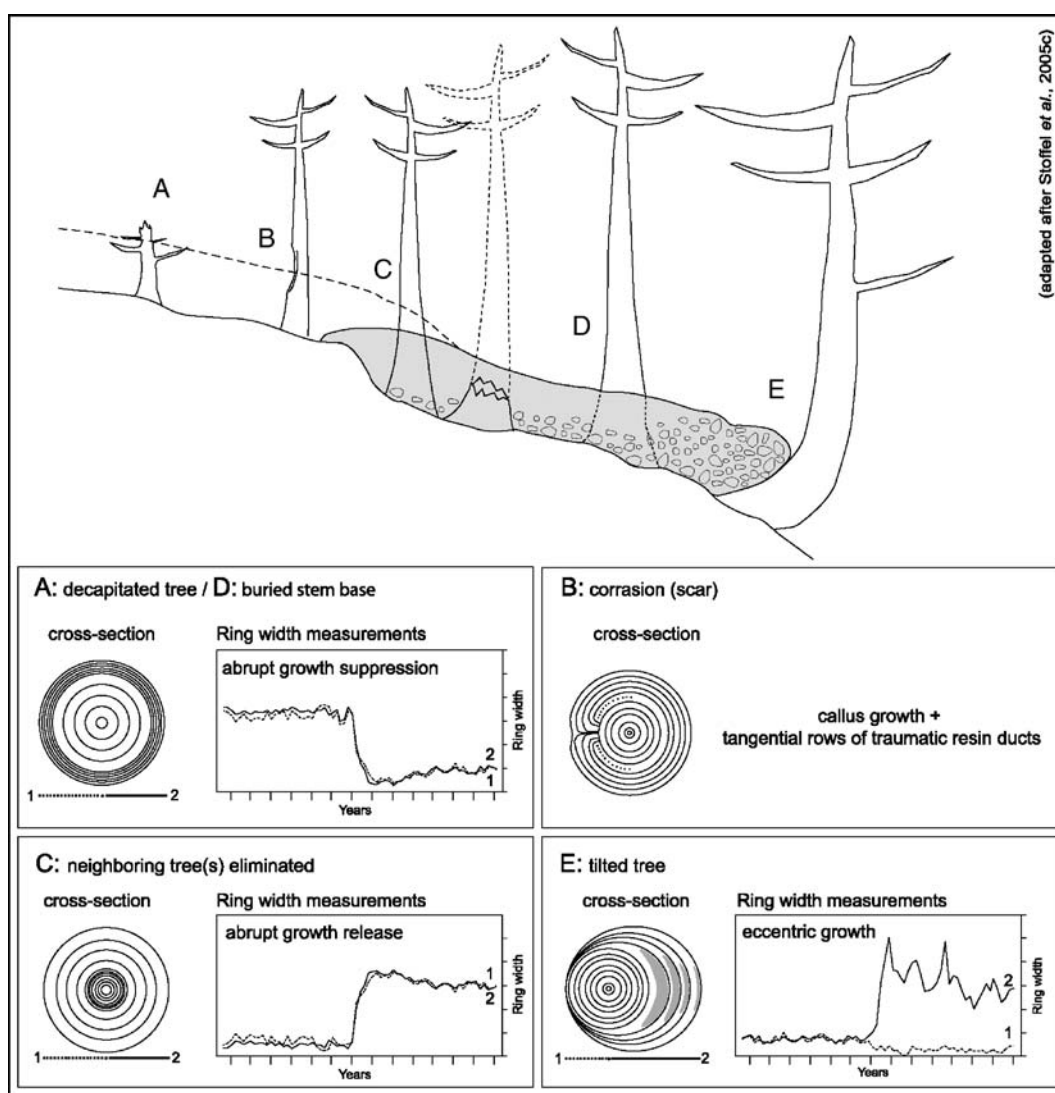 (adapted after Stoffel et al., 2005c)
A
B
C
D
E
A: decapitated tree / D: buried stem base
cross-section
Ring width measurements
abrupt growth suppression
Ring width
2
1
1
2
Years
B: corrasion (scar)
cross-section
callus growth +
tangential rows of traumatic resin ducts
C: neighboring tree(s) eliminated
cross-section
Ring width measurements
abrupt growth release
Ring width
1
2
1
2
Years
E: tilted tree
cross-section
Ring width measurements
eccentric growth
Ring width
2
1
1
2
Years